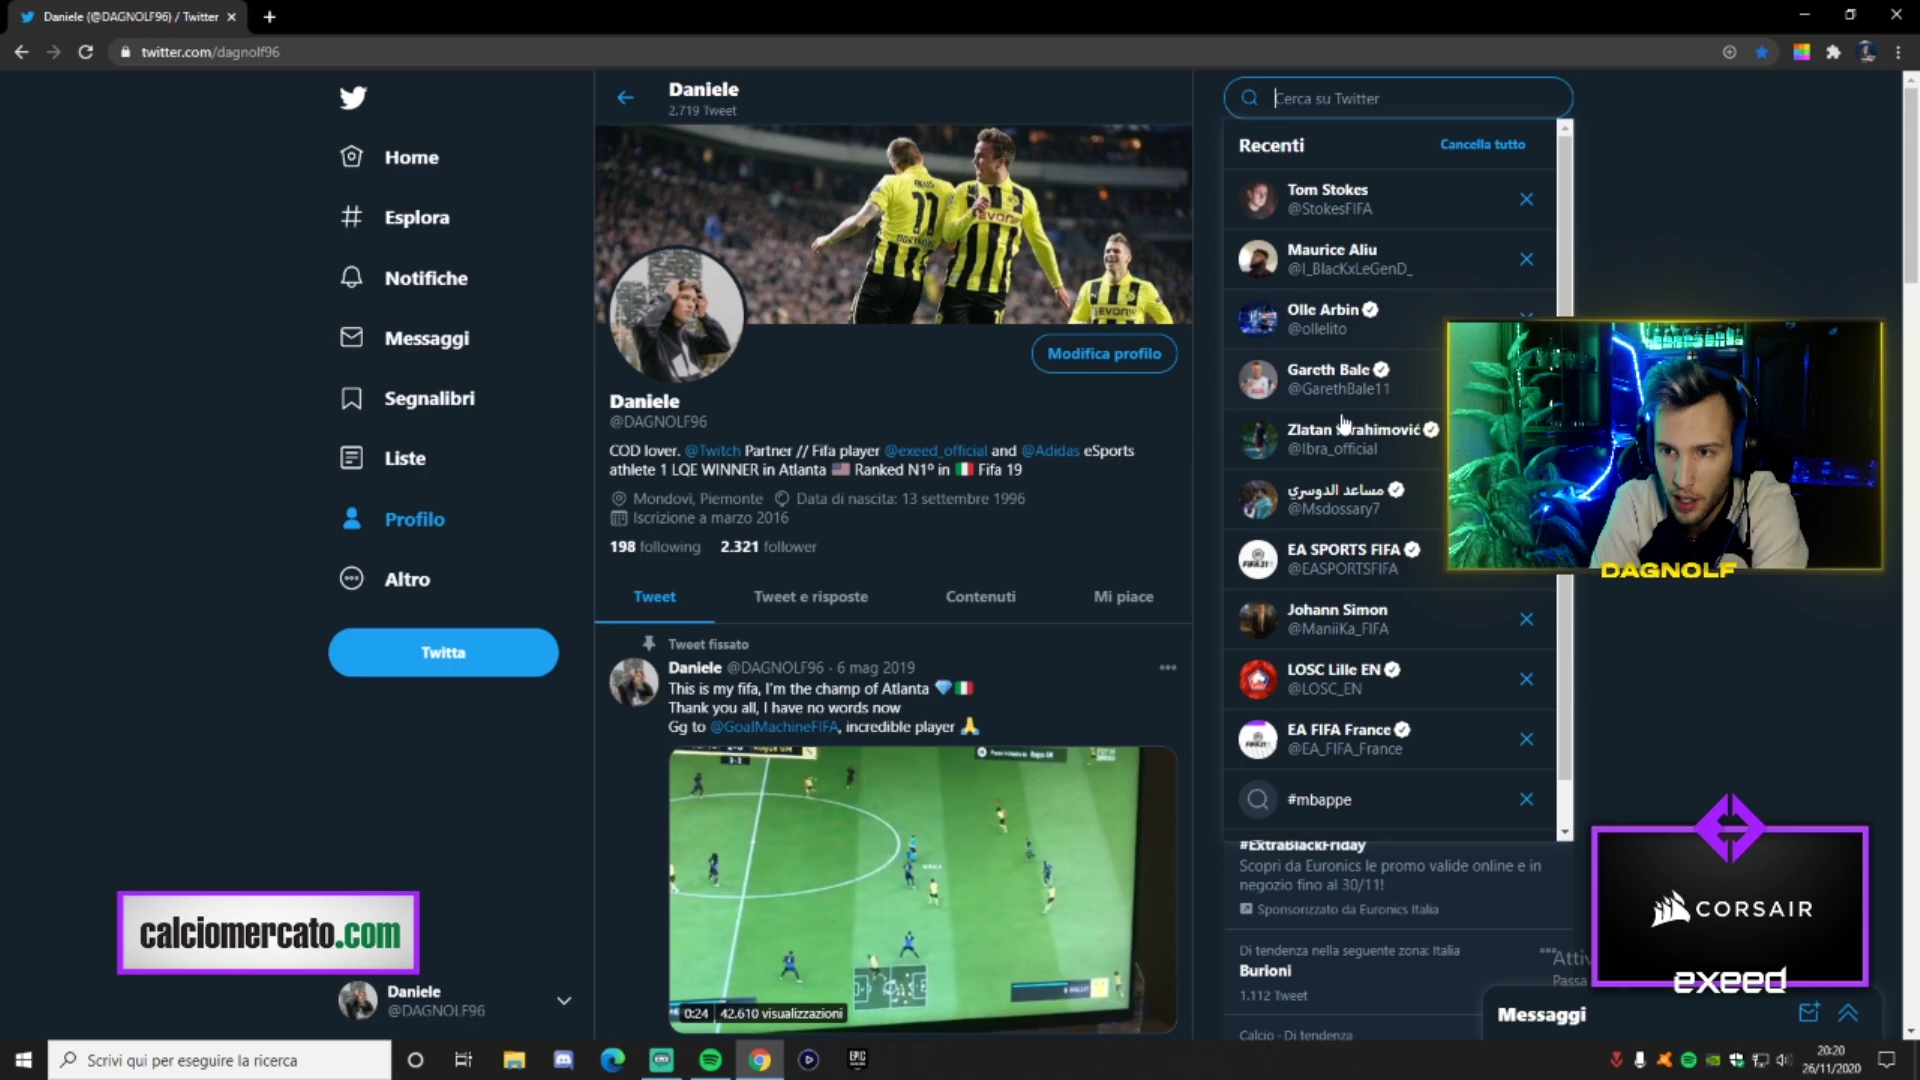 Daniele (@DAGNOLF96) / Twitter
twitter.com/dagnolf96
Home
Esplora
Notifiche
Messaggi
Segnalibri
Liste
Profilo
Altro
Twitta
calciomercato.com
Daniele
@DAGNOLF96
Daniele
2.719 Tweet
Modifica profilo
Daniele
@DAGNOLF96
COD lover. @Twitch Partner // Fifa player @exeed_official and @Adidas eSports
athlete 1 LQE WINNER in Atlanta 🇺🇸 Ranked N1º in 🇮🇹 Fifa 19
Mondovì, Piemonte Data di nascita: 13 settembre 1996
Iscrizione a marzo 2016
198 following 2.321 follower
Tweet Tweet e risposte Contenuti Mi piace
Tweet fissato
Daniele @DAGNOLF96 · 6 mag 2019
This is my fifa, I'm the champ of Atlanta 💎🇮🇹
Thank you all, I have no words now
Gg to @GoalMachineFIFA, incredible player 🙏
0:24 42.610 visualizzazioni
Cerca su Twitter
Recenti Cancella tutto
Tom Stokes
@StokesFIFA
Maurice Aliu
@I_BlacKxLeGenD_
Olle Arbin
@ollelito
Gareth Bale
@GarethBale11
Zlatan Ibrahimović
@Ibra_official
مساعد الدوسري
@Msdossary7
EA SPORTS FIFA
@EASPORTSFIFA
Johann Simon
@ManiiKa_FIFA
LOSC Lille EN
@LOSC_EN
EA FIFA France
@EA_FIFA_France
#mbappe
#ExtraBlackFriday
Scopri da Euronics le promo valide online e in
negozio fino al 30/11!
Sponsorizzato da Euronics Italia
Di tendenza nella seguente zona: Italia
Burioni
1.112 Tweet
Calcio · Di tendenza
DAGNOLF
CORSAIR
exeed
Messaggi
Scrivi qui per eseguire la ricerca
EPIC
20:20
26/11/2020